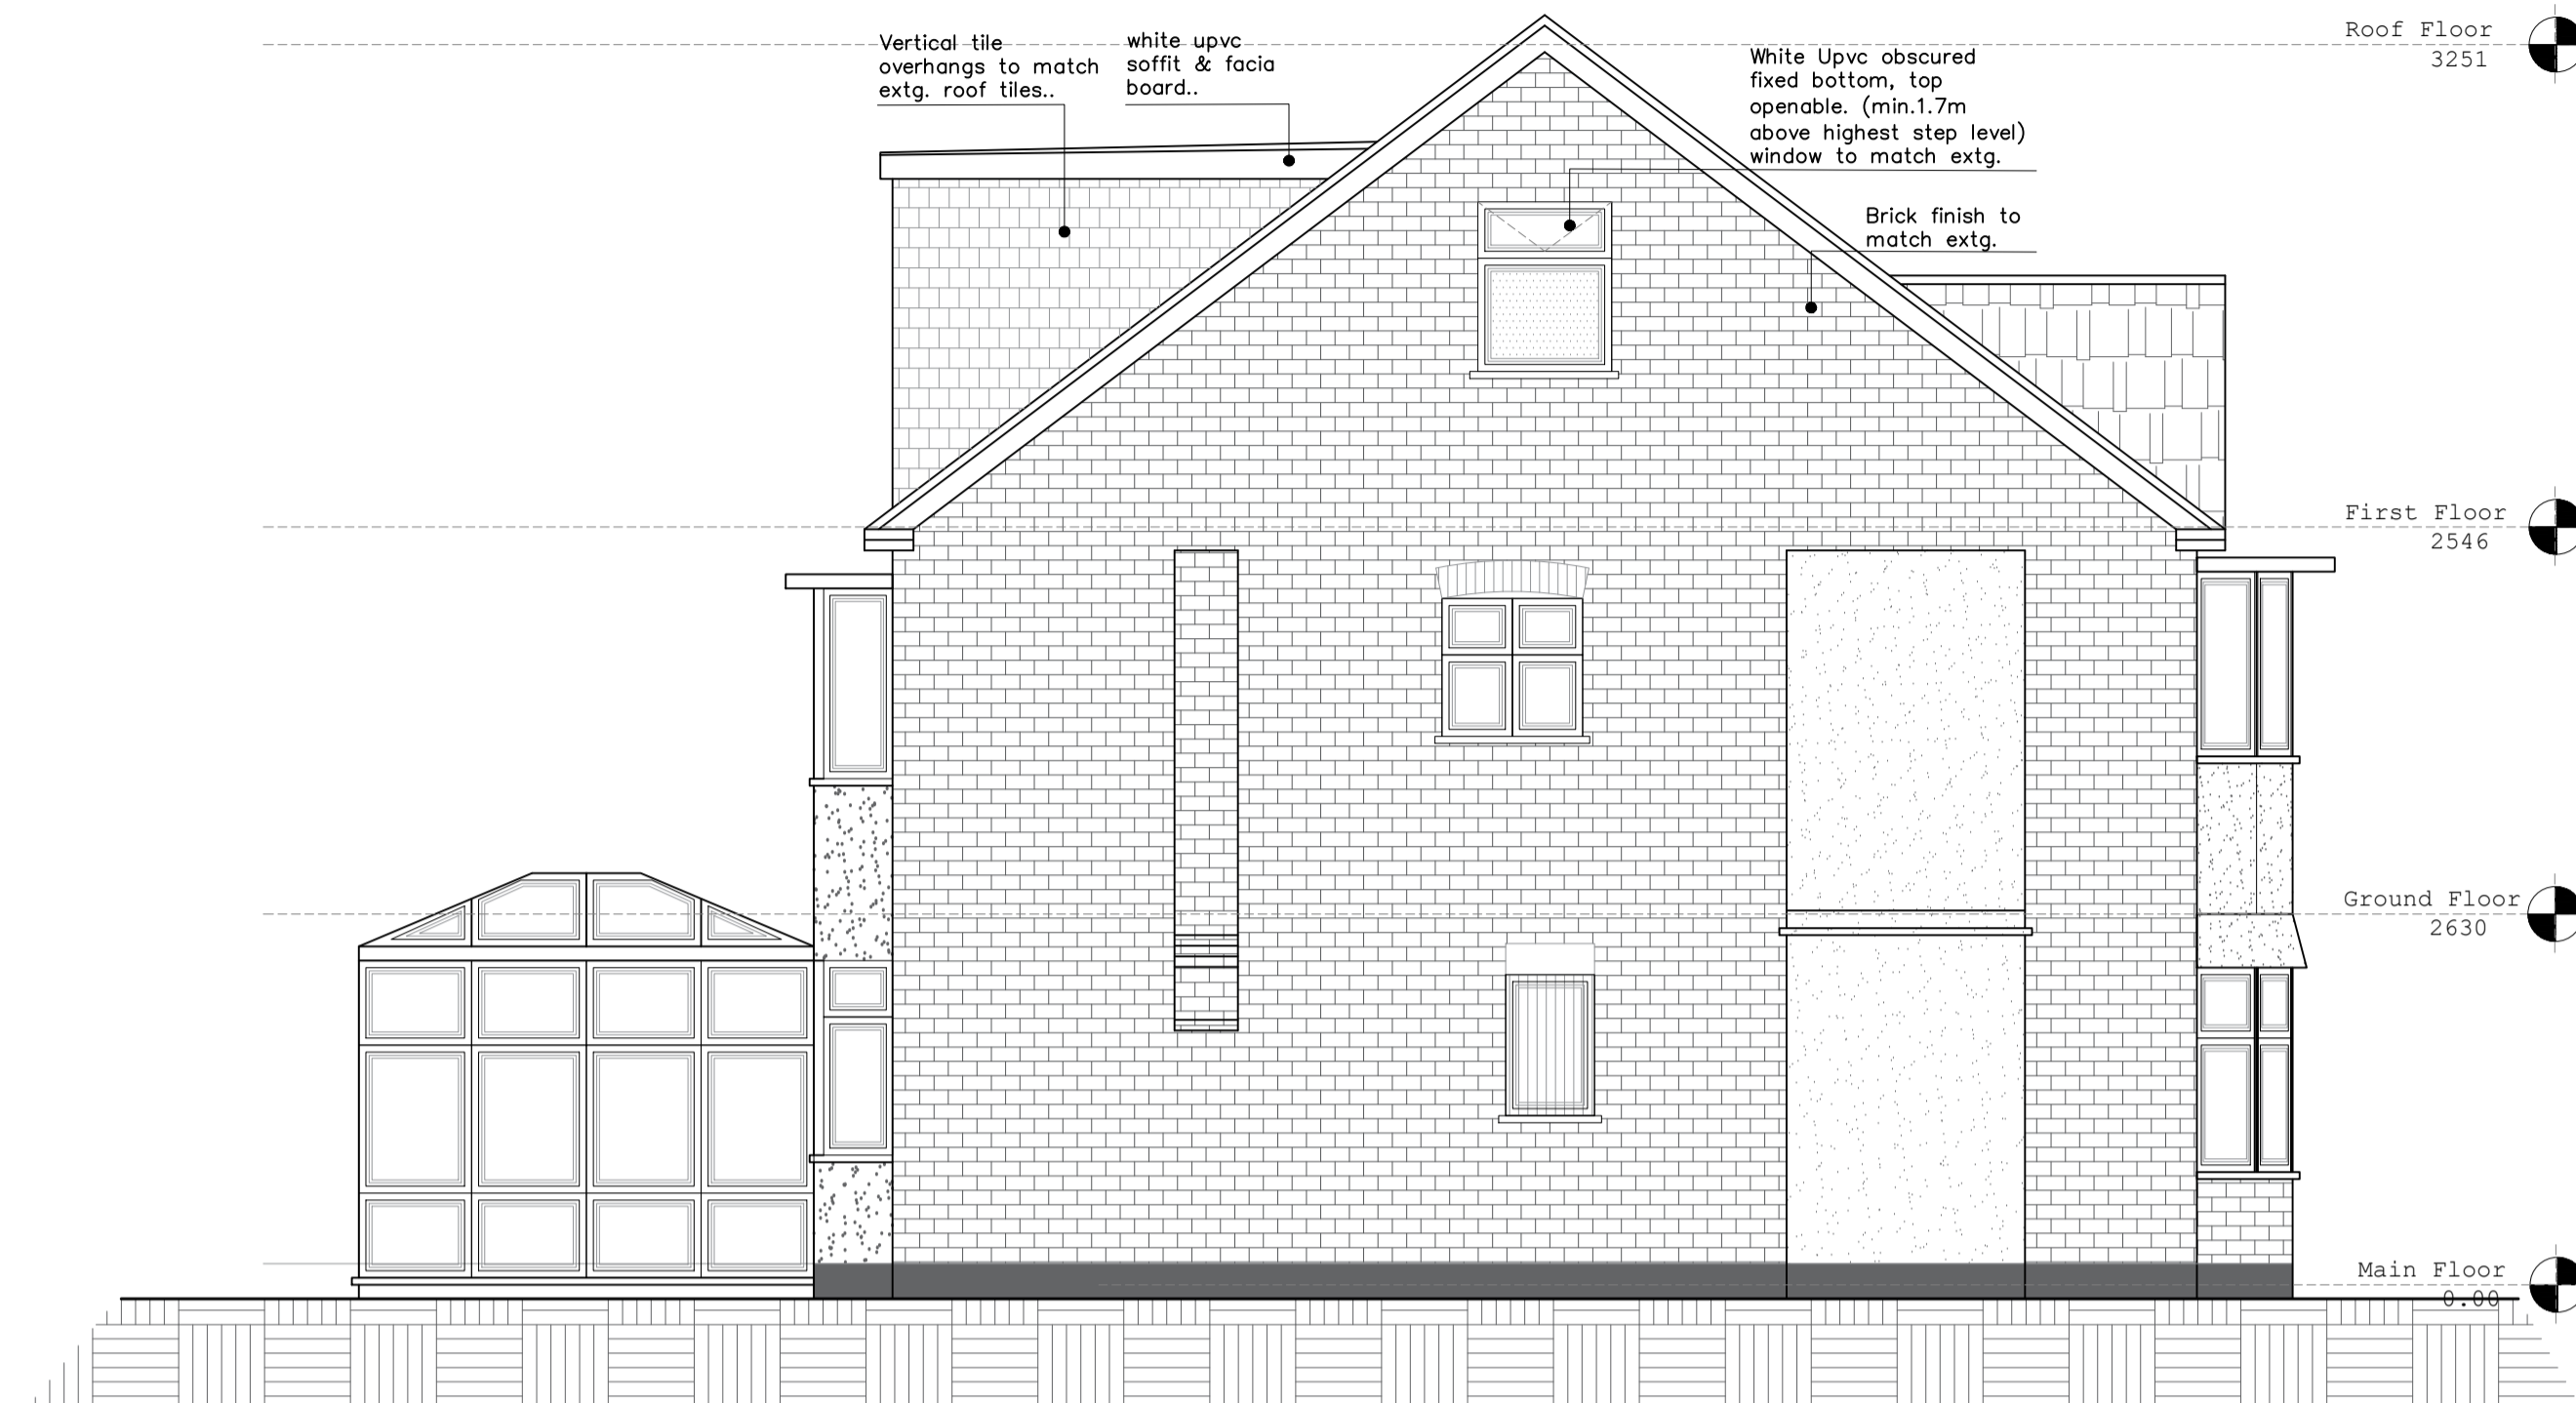 Vertical tile
overhangs to match
extg. roof tiles..
white upvc
soffit & facia
board..
White Upvc obscured
fixed bottom, top
openable. (min.1.7m
above highest step level)
window to match extg.
Brick finish to
match extg.
Roof Floor
3251
First Floor
2546
Ground Floor
2630
Main Floor
0.00